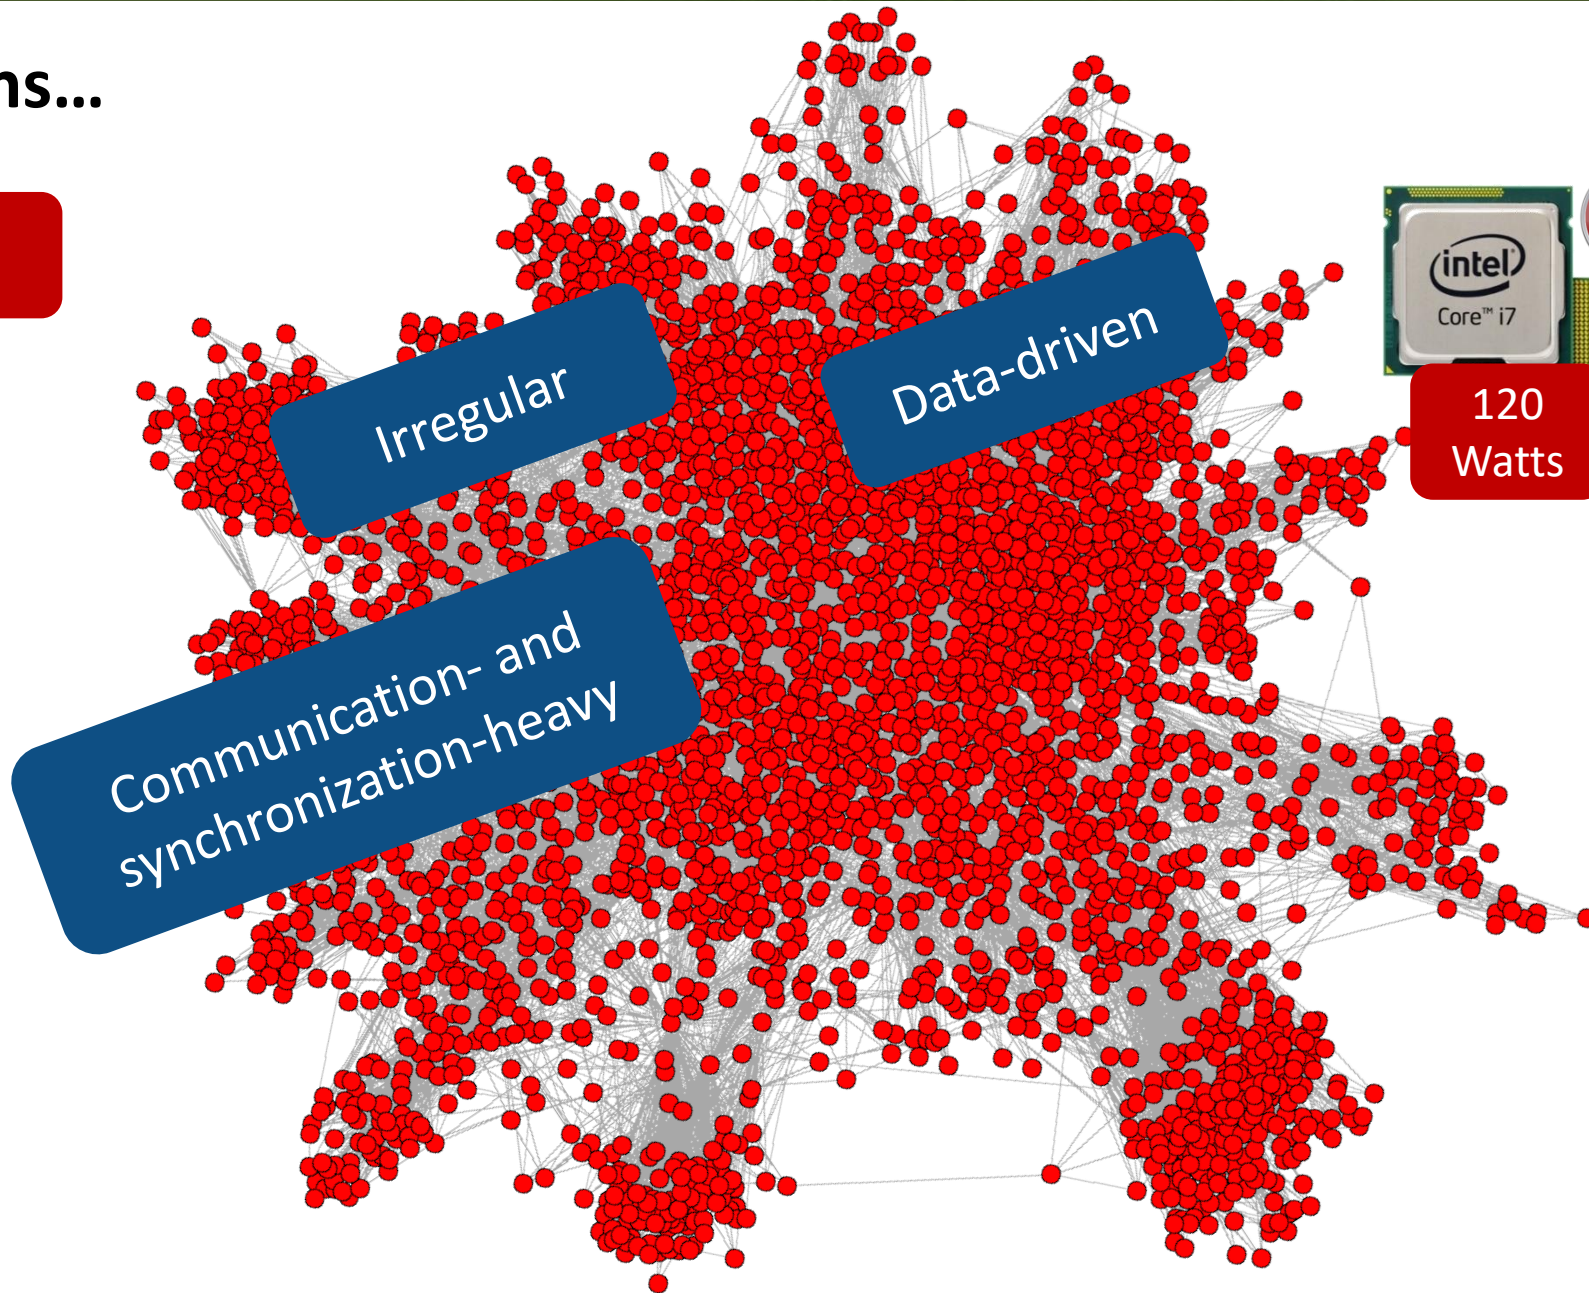 ns...
Irregular
Data-driven
Communication- and
synchronization-heavy
intel
Core™ i7
120
Watts